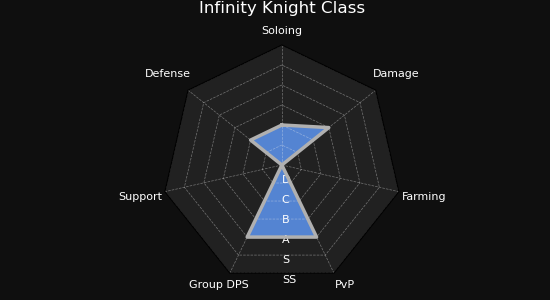 Infinity Knight Class
Soloing
Defense
Damage
Support
Farming
L
C
B
A
S
SS
Group DPS
PvP